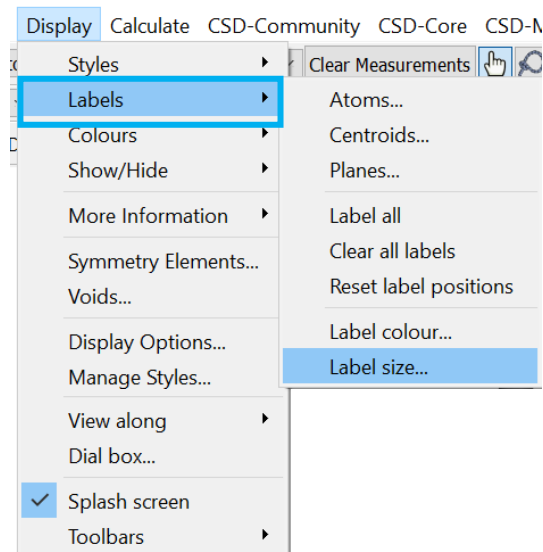 Display Calculate CSD-Community CSD-Core
Clear Measurements
Styles
Labels
Colours
Show/Hide
More Information
Symmetry Elements...
Voids...
Display Options...
Manage Styles...
View along
Dial box...
Splash screen
Toolbars
Atoms...
Centroids...
Planes...
Label all
Clear all labels
Reset label positions
Label colour...
Label size...